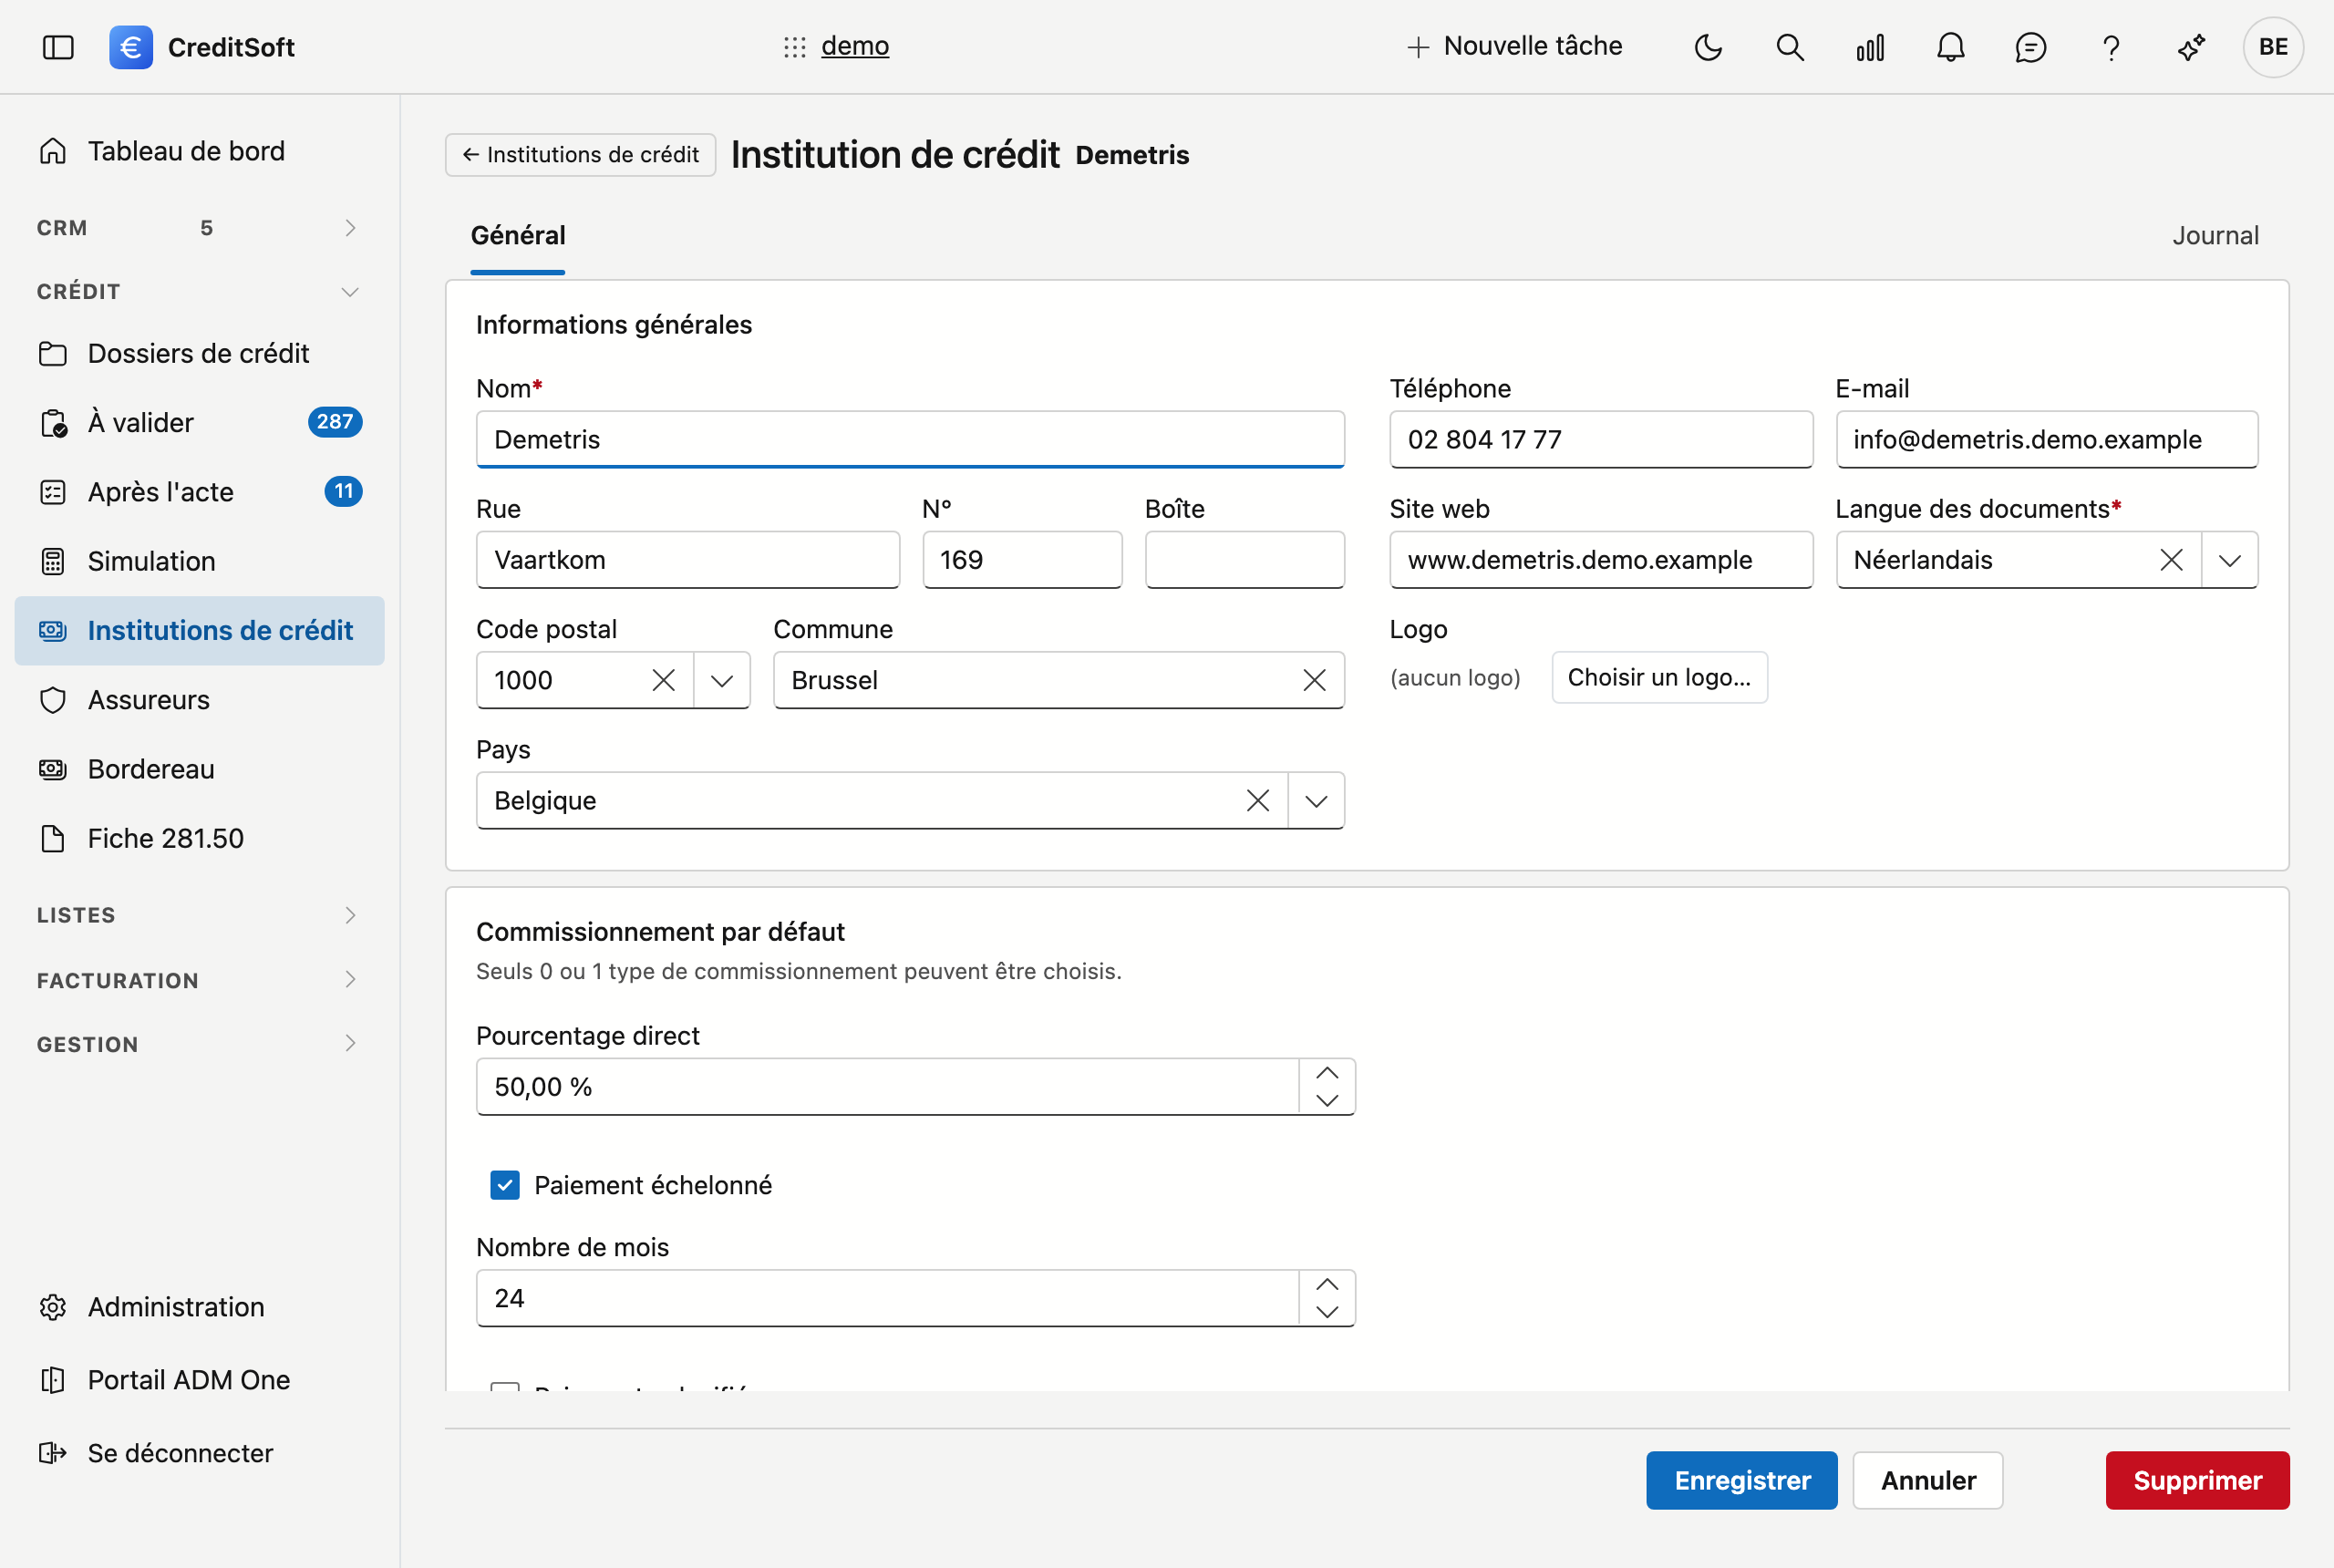 CreditSoft
demo
Nouvelle tâche
BE
Tableau de bord
CRM 5
CRÉDIT
Dossiers de crédit
À valider 287
Après l'acte 11
Simulation
Institutions de crédit
Assureurs
Bordereau
Fiche 281.50
LISTES
FACTURATION
GESTION
Administration
Portail ADM One
Se déconnecter
← Institutions de crédit Institution de crédit Demetris
Général Journal
Informations générales
Nom* Téléphone E-mail
Demetris 02 804 17 77 info@demetris.demo.example
Rue N° Boîte Site web Langue des documents*
Vaartkom 169 www.demetris.demo.example Néerlandais
Code postal Commune Logo
1000 Brussel (aucun logo) Choisir un logo...
Pays
Belgique
Commissionnement par défaut
Seuls 0 ou 1 type de commissionnement peuvent être choisis.
Pourcentage direct
50,00 %
Paiement échelonné
Nombre de mois
24
Enregistrer Annuler Supprimer